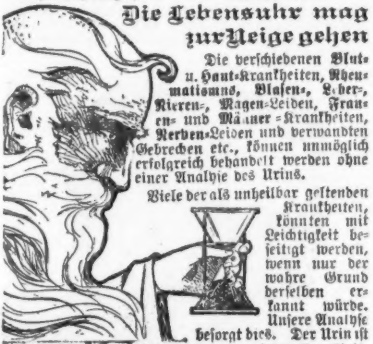 Die Lebensuhr mag
zur Neige gehen
Die verschiedenen Blut-
u. Haut-Krankheiten, Rheu-
matismus, Blasen-, Leber-,
Nieren-, Magen-Leiden, Frau-
en- und Männer-Krankheiten,
Nerven-Leiden und verwandten
Gebrechen etc., können unmöglich
erfolgreich behandelt werden ohne
einer Analyse des Urins.
Viele der als unheilbar geltenden
Krankheiten,
könnten mit
Leichtigkeit be-
seitigt werden,
wenn nur der
wahre Grund
derselben er-
kannt würde.
Unsere Analyse
besorgt dies. Der Urin ist